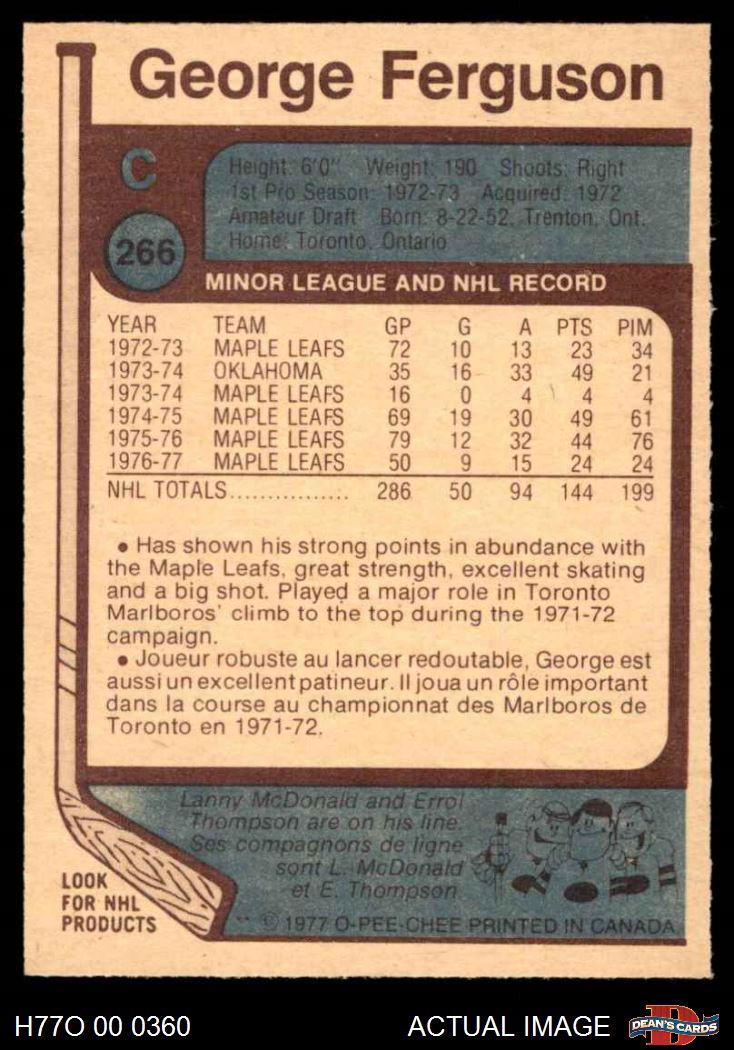 George Ferguson
C
Height: 6'0" Weight: 190 Shoots: Right
1st Pro Season: 1972-73 Acquired: 1972
Amateur Draft Born: 8-22-52, Trenton, Ont.
Home: Toronto, Ontario
266
MINOR LEAGUE AND NHL RECORD
YEAR TEAM GP G A PTS PIM
1972-73 MAPLE LEAFS 72 10 13 23 34
1973-74 OKLAHOMA 35 16 33 49 21
1973-74 MAPLE LEAFS 16 0 4 4 4
1974-75 MAPLE LEAFS 69 19 30 49 61
1975-76 MAPLE LEAFS 79 12 32 44 76
1976-77 MAPLE LEAFS 50 9 15 24 24
NHL TOTALS................ 286 50 94 144 199
• Has shown his strong points in abundance with
the Maple Leafs, great strength, excellent skating
and a big shot. Played a major role in Toronto
Marlboros' climb to the top during the 1971-72
campaign.
• Joueur robuste au lancer redoutable, George est
aussi un excellent patineur. Il joua un rôle important
dans la course au championnat des Marlboros de
Toronto en 1971-72.
Lanny McDonald and Errol
Thompson are on his line.
Ses compagnons de ligne
sont L. McDonald
et E. Thompson
LOOK
FOR NHL
PRODUCTS
** © 1977 O-PEE-CHEE PRINTED IN CANADA
H77O 00 0360 ACTUAL IMAGE
D
DEAN'S CARDS